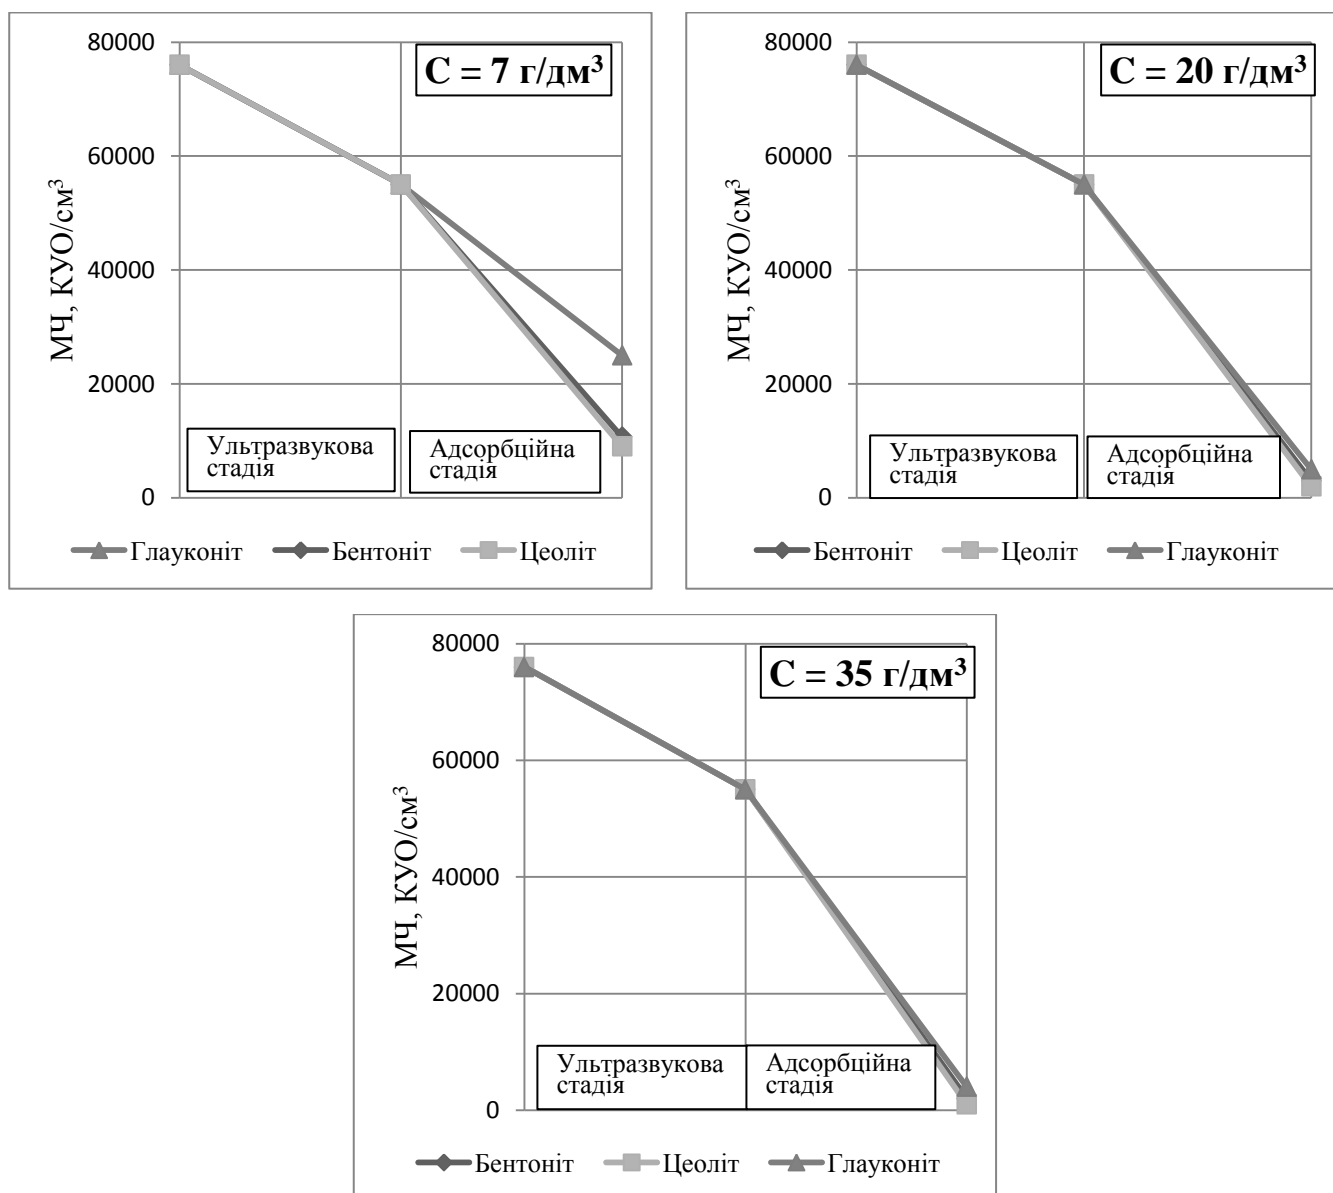 C = 7 г/дм³
80000
60000
40000
20000
0
МЧ, КУО/см³
Ультразвукова
стадія
Адсорбційна
стадія
Глауконіт Бентоніт Цеоліт
C = 20 г/дм³
80000
60000
40000
20000
0
МЧ, КУО/см³
Ультразвукова
стадія
Адсорбційна
стадія
Бентоніт Цеоліт Глауконіт
C = 35 г/дм³
80000
60000
40000
20000
0
МЧ, КУО/см³
Ультразвукова
стадія
Адсорбційна
стадія
Бентоніт Цеоліт Глауконіт